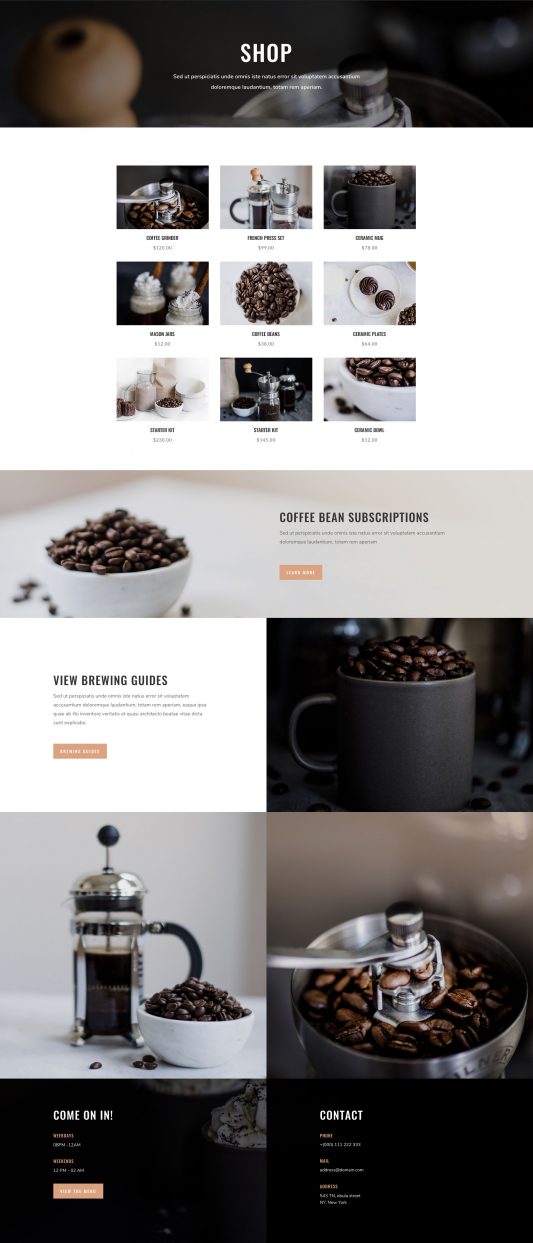 SHOP
Sed ut perspiciatis unde omnis iste natus error sit voluptatem accusantium
doloremque laudantium, totam rem aperiam.
COFFEE GRINDER
$120.00
FRENCH PRESS SET
$99.00
CERAMIC MUG
$78.00
MASON JARS
$12.00
COFFEE BEANS
$38.00
CERAMIC PLATES
$64.00
STARTER KIT
$230.00
STARTER KIT
$145.00
CERAMIC BOWL
$12.00
COFFEE BEAN SUBSCRIPTIONS
Sed ut perspiciatis unde omnis iste natus error sit voluptatem accusantium
doloremque laudantium, totam rem aperiam
LEARN MORE
VIEW BREWING GUIDES
Sed ut perspiciatis unde omnis iste natus error sit voluptatem
accusantium doloremque laudantium, totam rem aperiam, eaque ipsa
quae ab illo inventore veritatis et quasi architecto beatae vitae dicta
sunt explicabo
BREWING GUIDES
COME ON IN!
WEEKDAYS
08PM -12AM
WEEKENDS
12 PM - 02 AM
VIEW THE MENU
CONTACT
PHONE
+(000) 111 222 333
MAIL
address@domain.com
ADDRESS
543 TN, doula street
NY, New York